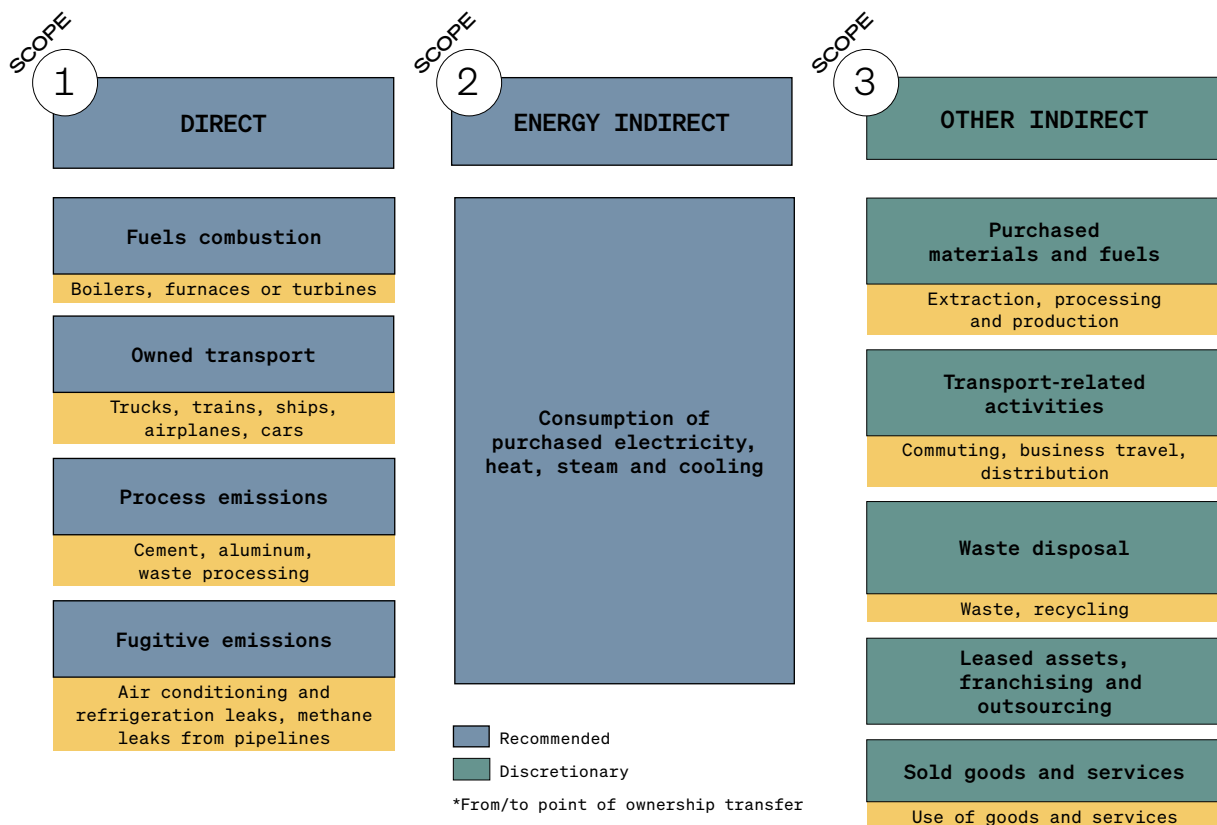 SCOPE
1
DIRECT
Fuels combustion
Boilers, furnaces or turbines
Owned transport
Trucks, trains, ships,
airplanes, cars
Process emissions
Cement, aluminum,
waste processing
Fugitive emissions
Air conditioning and
refrigeration leaks, methane
leaks from pipelines
SCOPE
2
ENERGY INDIRECT
Consumption of
purchased electricity,
heat, steam and cooling
Recommended
Discretionary
*From/to point of ownership transfer
SCOPE
3
OTHER INDIRECT
Purchased
materials and fuels
Extraction, processing
and production
Transport-related
activities
Commuting, business travel,
distribution
Waste disposal
Waste, recycling
Leased assets,
franchising and
outsourcing
Sold goods and services
Use of goods and services